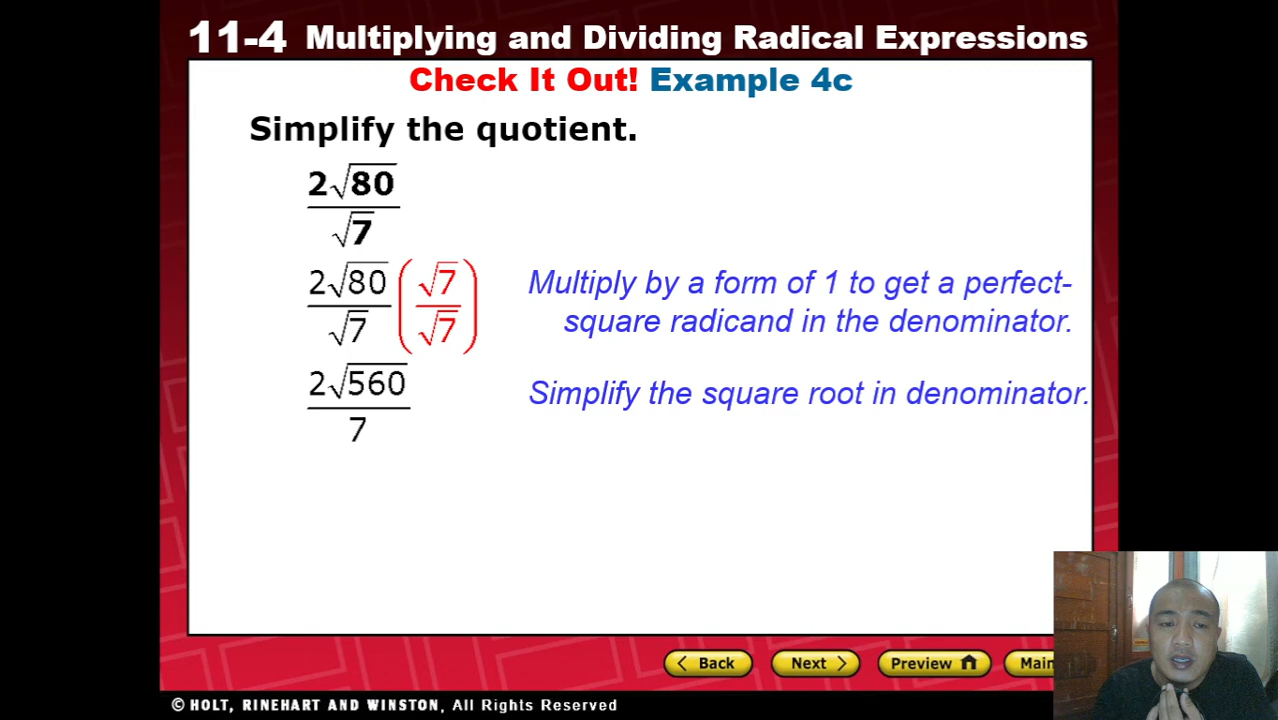 11-4 Multiplying and Dividing Radical Expressions
Check It Out! Example 4c
Simplify the quotient.
2√80
√7
2√80 (√7
√7 √7)
Multiply by a form of 1 to get a perfect-
square radicand in the denominator.
2√560
7
Simplify the square root in denominator.
< Back Next > Preview Main
© HOLT, RINEHART AND WINSTON, All Rights Reserved